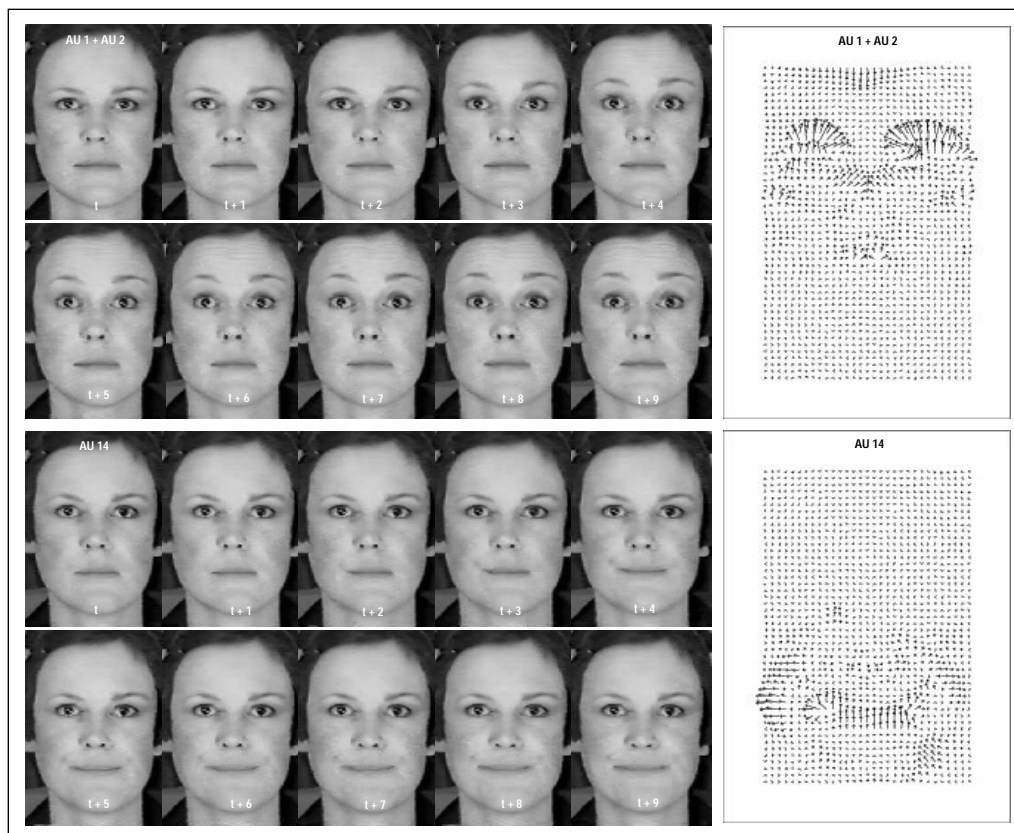 AU 1 + AU 2
t
t + 1
t + 2
t + 3
t + 4
t + 5
t + 6
t + 7
t + 8
t + 9
AU 1 + AU 2
AU 14
t
t + 1
t + 2
t + 3
t + 4
t + 5
t + 6
t + 7
t + 8
t + 9
AU 14